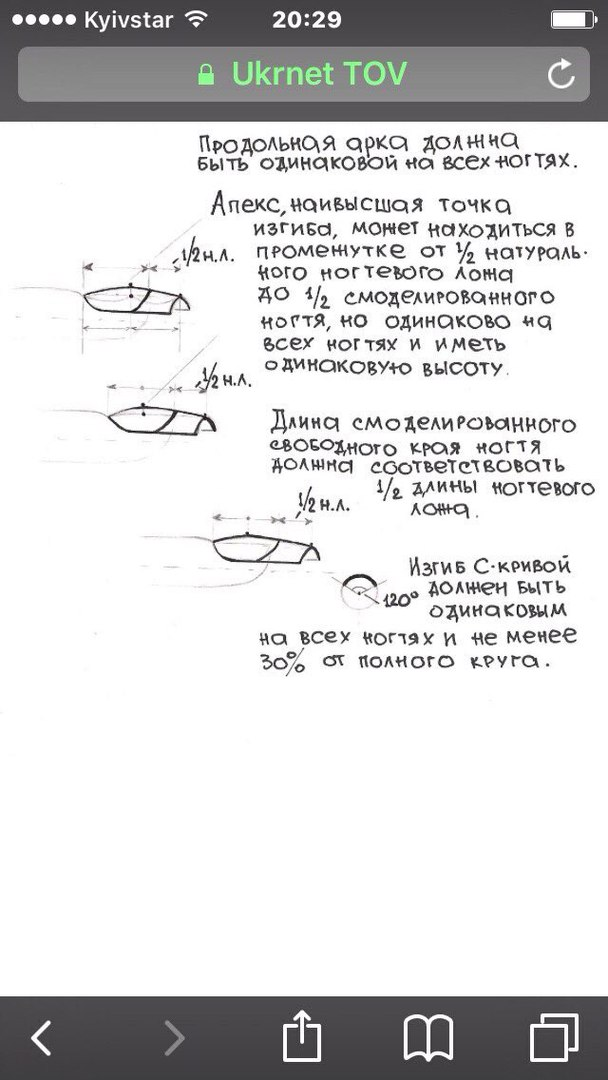 Kyivstar 20:29
Ukrnet TOV
Продольная арка должна
быть одинаковой на всех ногтях.
Апекс, наивысшая точка
изгиба, может находиться в
промежутке от 1/2 натураль-
ного ногтевого ложа
до 1/2 смоделированного
ногтя, но одинаково на
всех ногтях и иметь
одинаковую высоту.
1/2 н.л.
1/2 н.л.
Длина смоделированного
свободного края ногтя
должна соответствовать
1/2 длины ногтевого
ложа.
1/2 н.л.
Изгиб С-кривой
должен быть
одинаковым
120°
на всех ногтях и не менее
30% от полного круга.